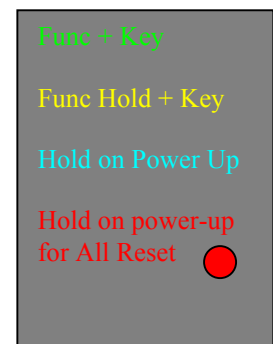 Func + Key
Func Hold + Key
Hold on Power Up
Hold on power-up
for All Reset